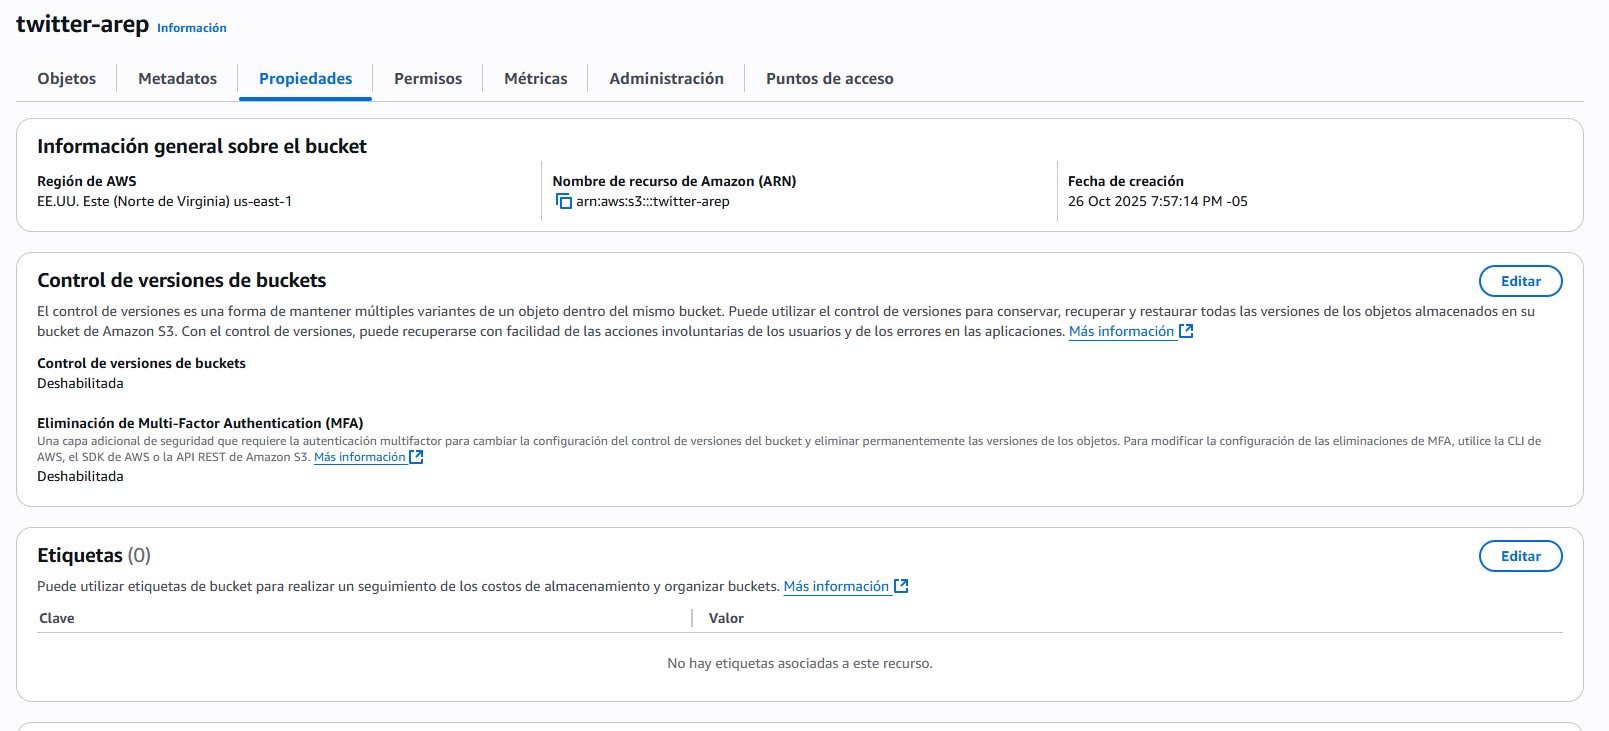 twitter-arep Información
Objetos
Metadatos
Propiedades
Permisos
Métricas
Administración
Puntos de acceso
Información general sobre el bucket
Región de AWS
EE.UU. Este (Norte de Virginia) us-east-1
Nombre de recurso de Amazon (ARN)
arn:aws:s3:::twitter-arep
Fecha de creación
26 Oct 2025 7:57:14 PM -05
Control de versiones de buckets
Editar
El control de versiones es una forma de mantener múltiples variantes de un objeto dentro del mismo bucket. Puede utilizar el control de versiones para conservar, recuperar y restaurar todas las versiones de los objetos almacenados en su
bucket de Amazon S3. Con el control de versiones, puede recuperarse con facilidad de las acciones involuntarias de los usuarios y de los errores en las aplicaciones. Más información
Control de versiones de buckets
Deshabilitada
Eliminación de Multi-Factor Authentication (MFA)
Una capa adicional de seguridad que requiere la autenticación multifactor para cambiar la configuración del control de versiones del bucket y eliminar permanentemente las versiones de los objetos. Para modificar la configuración de las eliminaciones de MFA, utilice la CLI de
AWS, el SDK de AWS o la API REST de Amazon S3. Más información
Deshabilitada
Etiquetas (0)
Editar
Puede utilizar etiquetas de bucket para realizar un seguimiento de los costos de almacenamiento y organizar buckets. Más información
Clave
Valor
No hay etiquetas asociadas a este recurso.